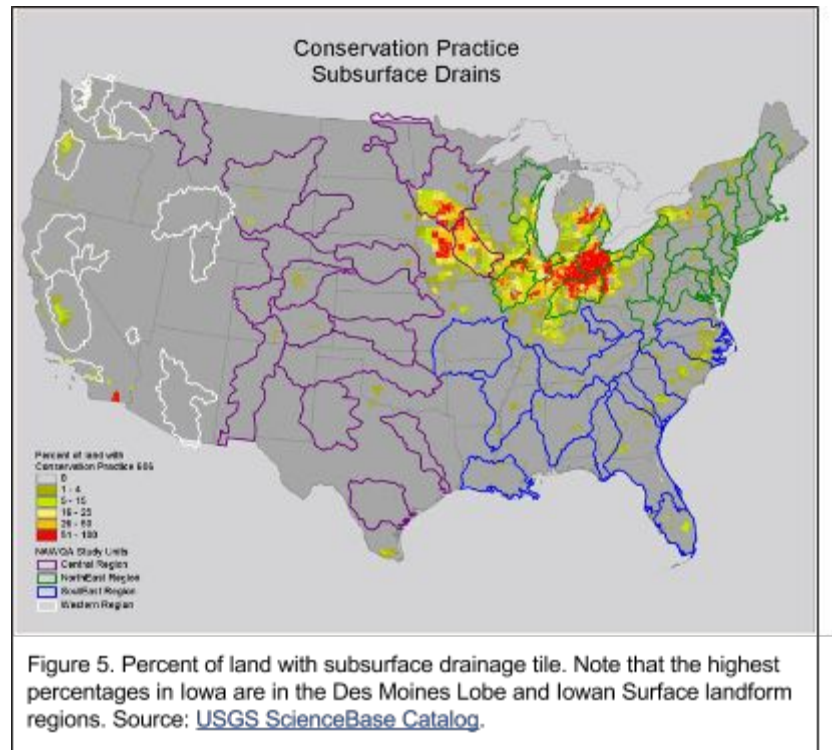 Conservation Practice
Subsurface Drains
Percent of land with
Conservation Practice 606
0
1 - 4
5 - 15
16 - 25
26 - 50
51 - 100
NAWQA Study Units
Central Region
NorthEast Region
SouthEast Region
Western Region
Figure 5. Percent of land with subsurface drainage tile. Note that the highest
percentages in Iowa are in the Des Moines Lobe and Iowan Surface landform
regions. Source: USGS ScienceBase Catalog.